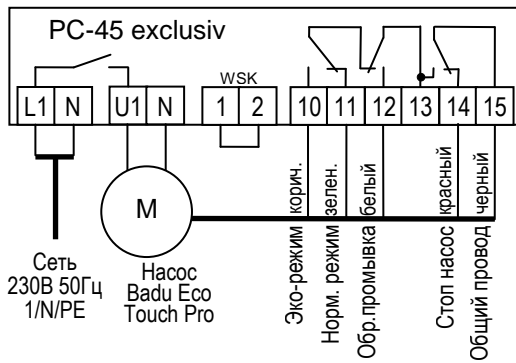 PC-45 exclusiv
WSK
L1 N U1 N 1 2 10 11 12 13 14 15
M
Сеть
230В 50Гц
1/N/PE
Насос
Badu Eco
Touch Pro
Эко-режим корич.
Норм. режим зелен.
Обр.промывка белый
Стоп насос красный
Общий провод черный